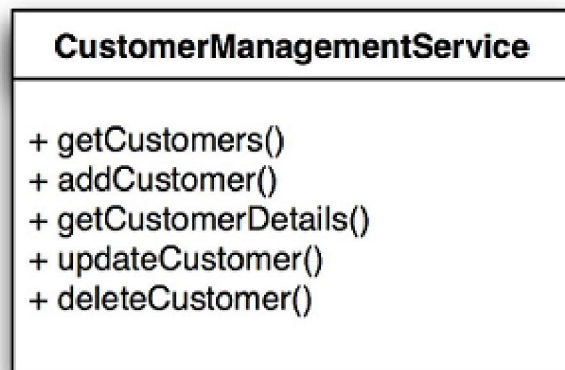 CustomerManagementService
+ getCustomers()
+ addCustomer()
+ getCustomerDetails()
+ updateCustomer()
+ deleteCustomer()